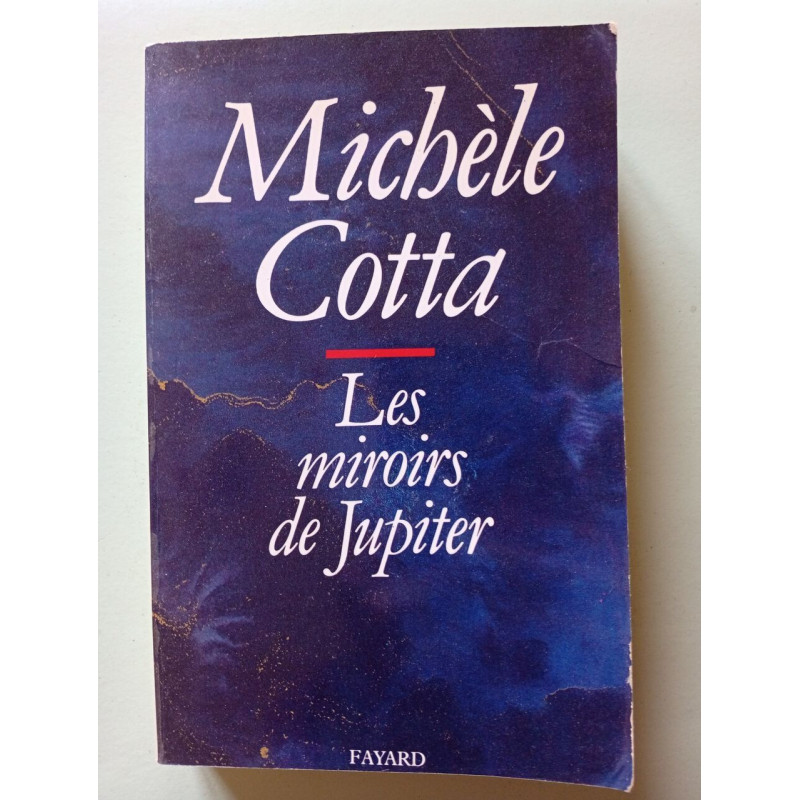 Michèle
Cotta
Les
miroirs
de Jupiter
FAYARD